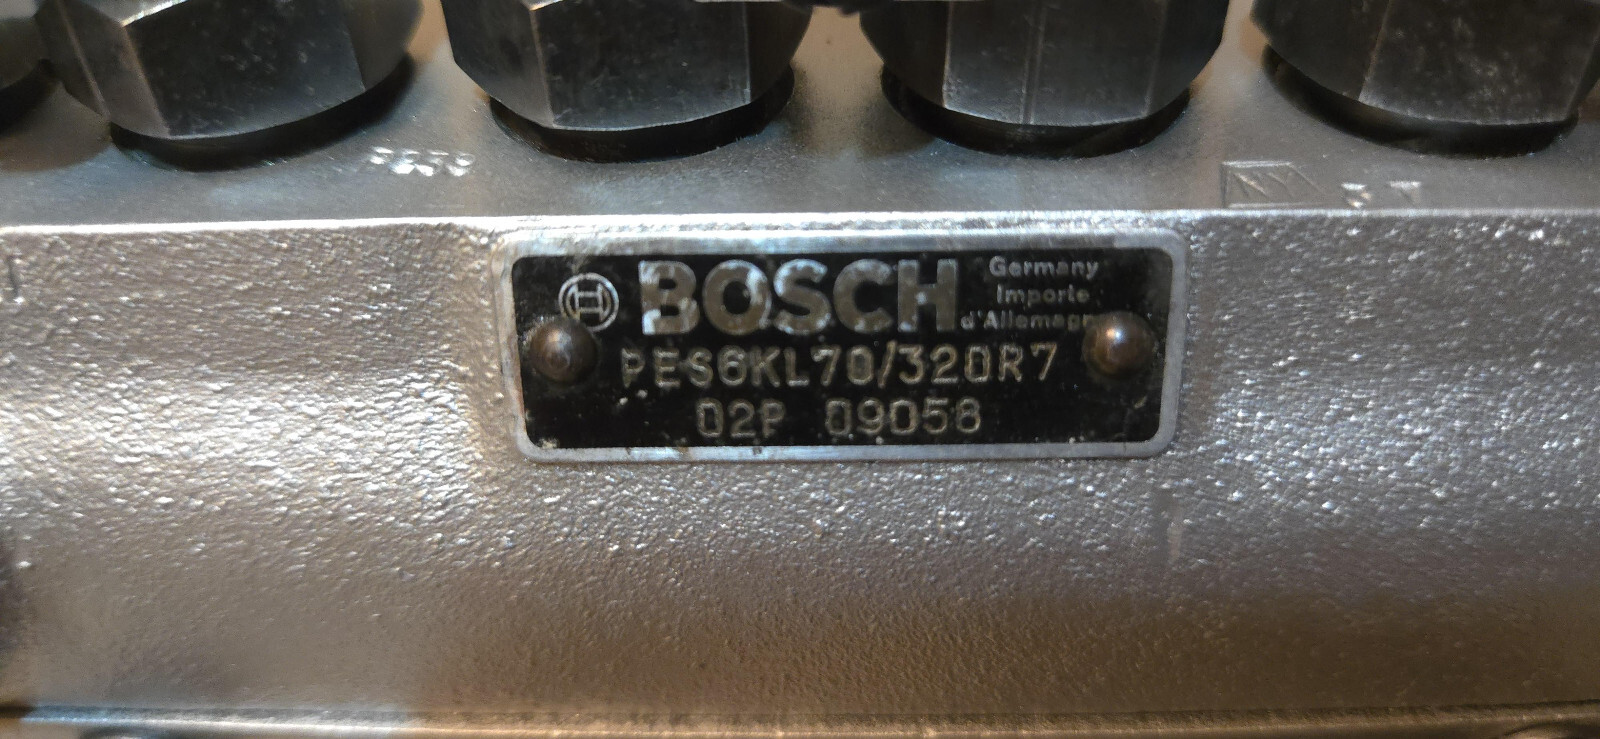 BOSCH
Germany
Importe
PES6KL70/320R7
02P 09058